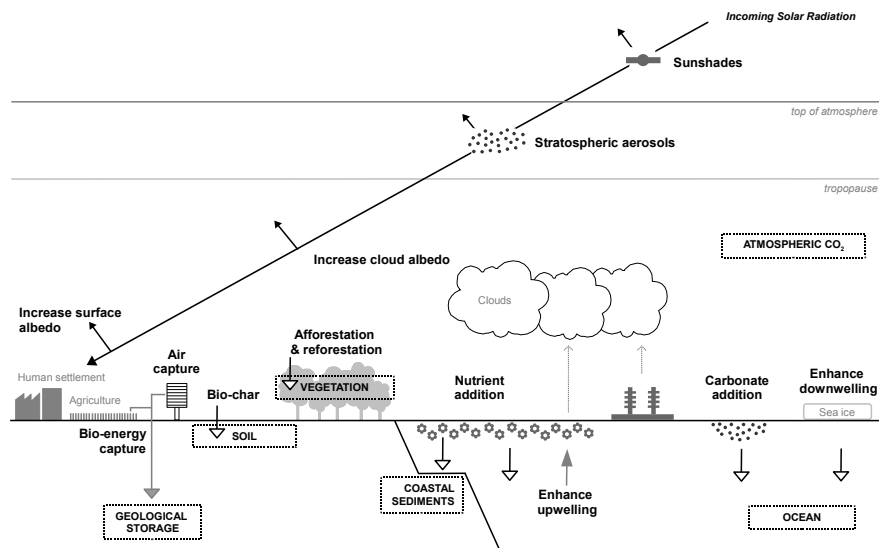 Incoming Solar Radiation
Sunshades
top of atmosphere
Stratospheric aerosols
tropopause
ATMOSPHERIC CO₂
Increase cloud albedo
Clouds
Increase surface
albedo
Afforestation
& reforestation
Air
capture
Human settlement
Agriculture
Bio-char
VEGETATION
Nutrient
addition
Carbonate
addition
Enhance
downwelling
Sea ice
Bio-energy
capture
SOIL
COASTAL
SEDIMENTS
Enhance
upwelling
GEOLOGICAL
STORAGE
OCEAN